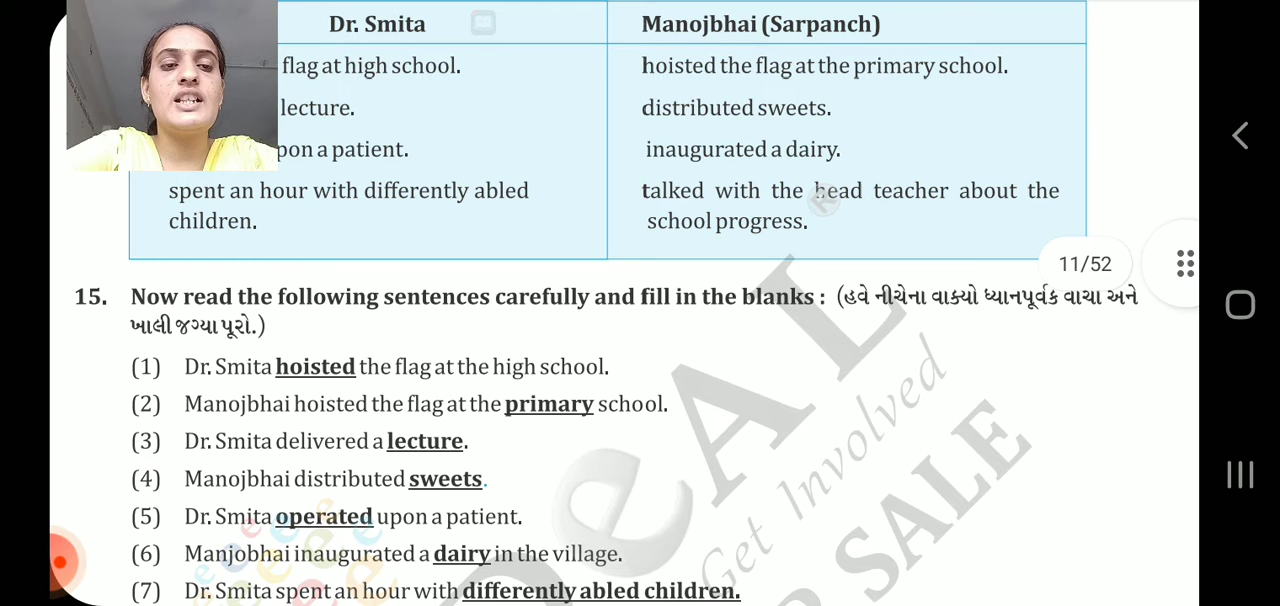 Dr. Smita
Manojbhai (Sarpanch)
flag at high school.
hoisted the flag at the primary school.
lecture.
distributed sweets.
pon a patient.
inaugurated a dairy.
spent an hour with differently abled
children.
talked with the head teacher about the
school progress.
11/52
15. Now read the following sentences carefully and fill in the blanks : (હવે નીચેના વાક્યો ધ્યાનપૂર્વક વાચા અને
ખાલી જગ્યા પૂરો.)
(1) Dr. Smita hoisted the flag at the high school.
(2) Manojbhai hoisted the flag at the primary school.
(3) Dr. Smita delivered a lecture.
(4) Manojbhai distributed sweets.
(5) Dr. Smita operated upon a patient.
(6) Manjobhai inaugurated a dairy in the village.
(7) Dr. Smita spent an hour with differently abled children.
DeAL
Get Involved
SALE